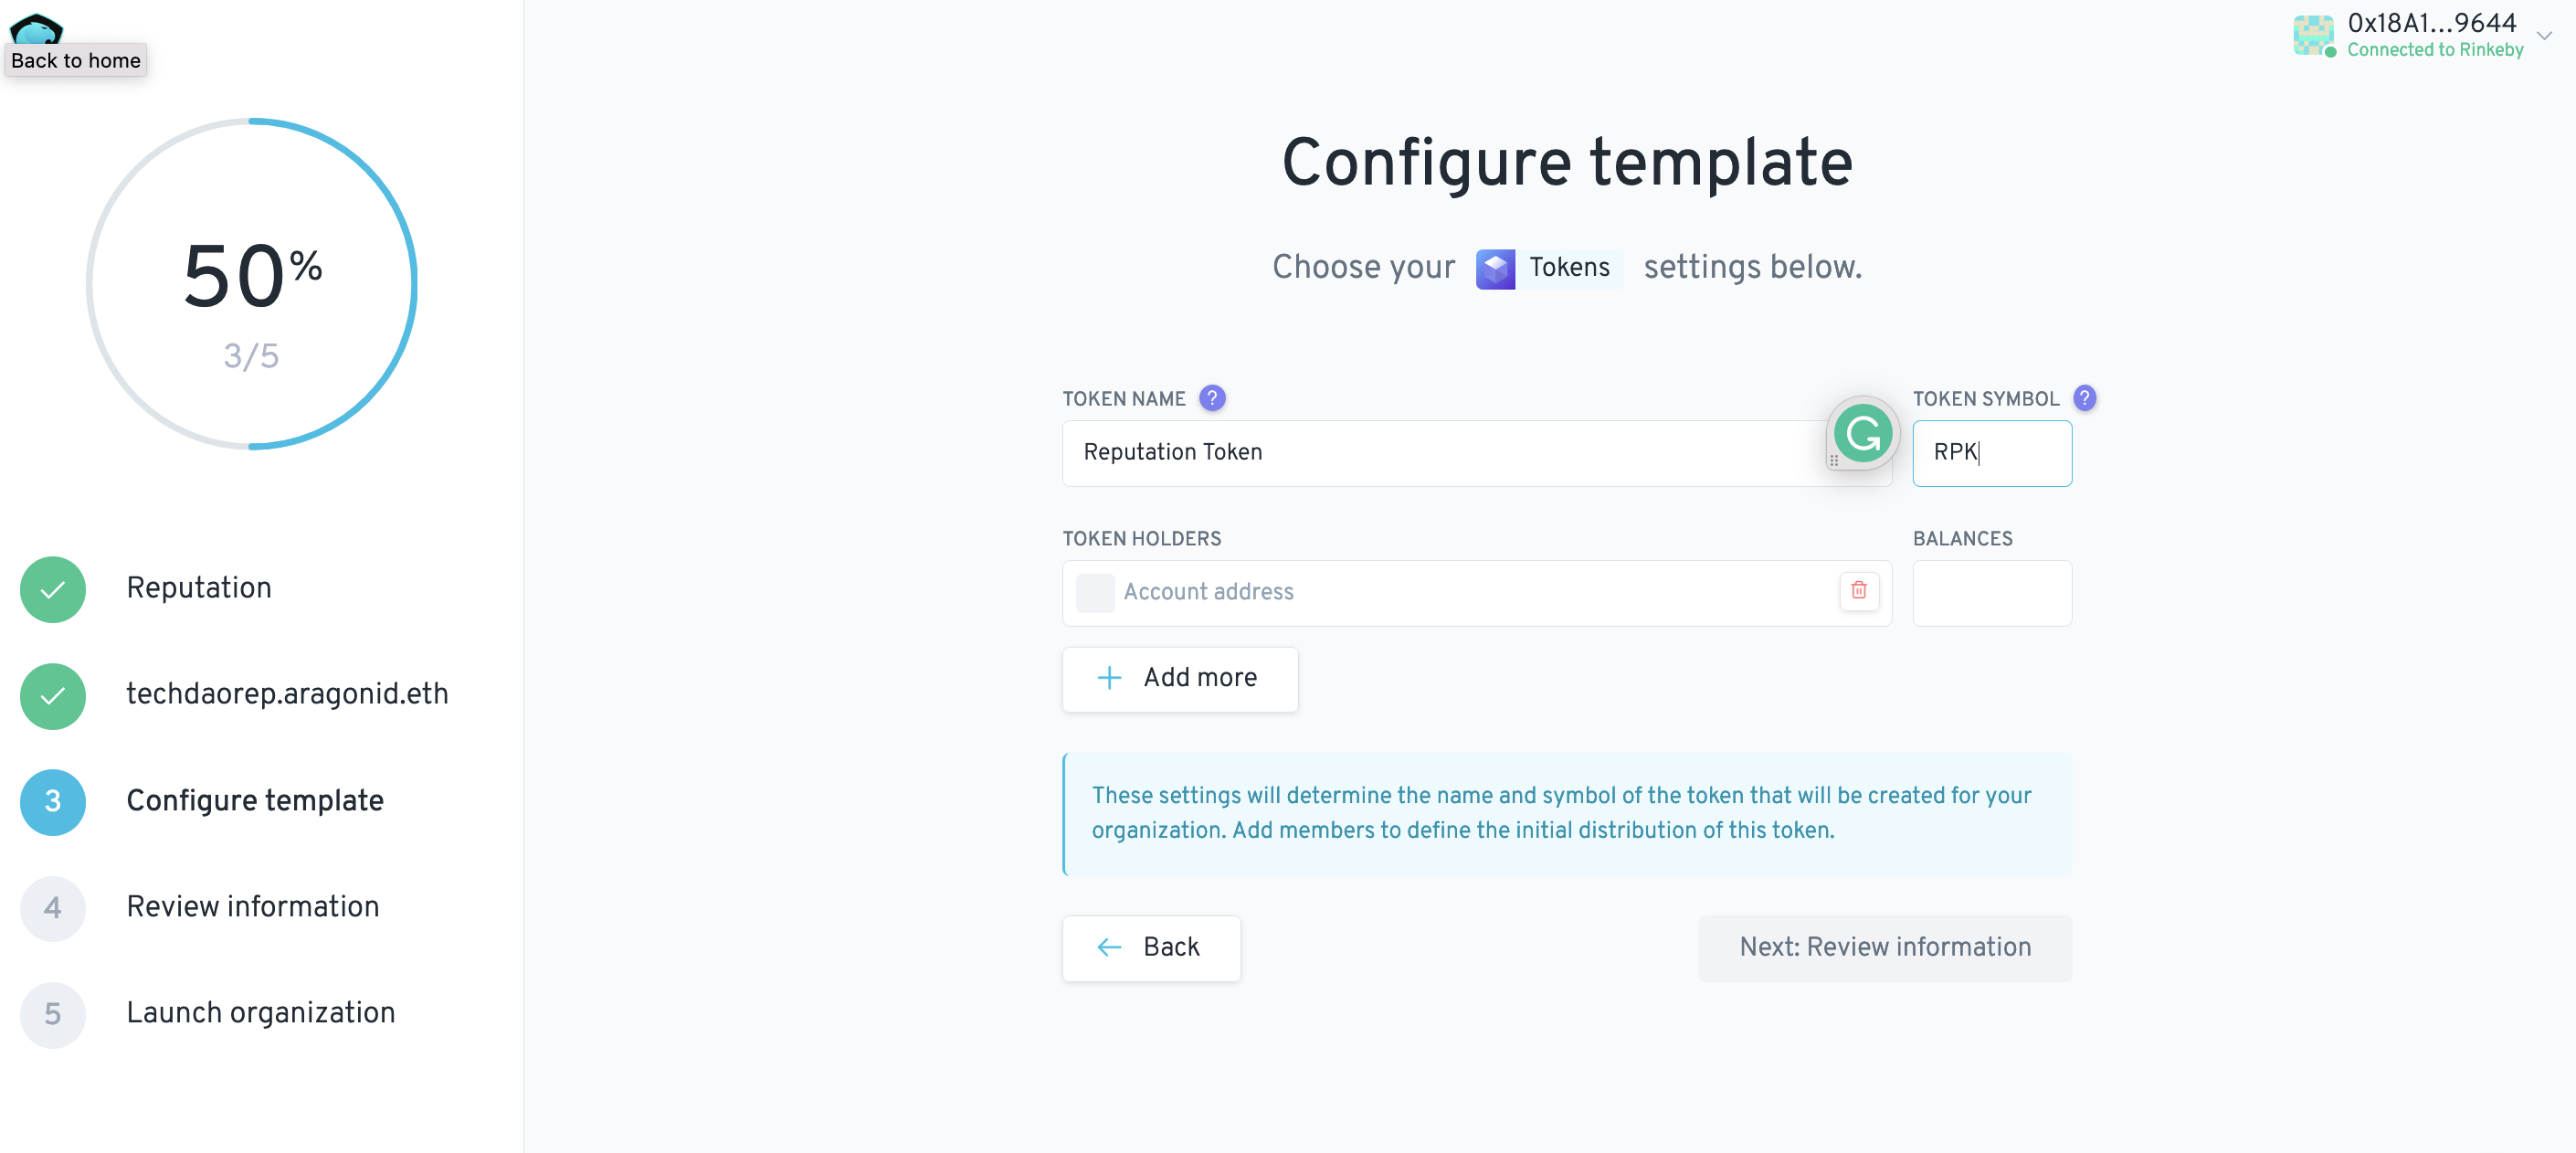 Back to home
0x18A1...9644
Connected to Rinkeby
50%
3/5
Reputation
techdaorep.aragonid.eth
3 Configure template
4 Review information
5 Launch organization
Configure template
Choose your Tokens settings below.
TOKEN NAME ? TOKEN SYMBOL ?
Reputation Token G RPK
TOKEN HOLDERS BALANCES
Account address
+ Add more
These settings will determine the name and symbol of the token that will be created for your
organization. Add members to define the initial distribution of this token.
← Back Next: Review information